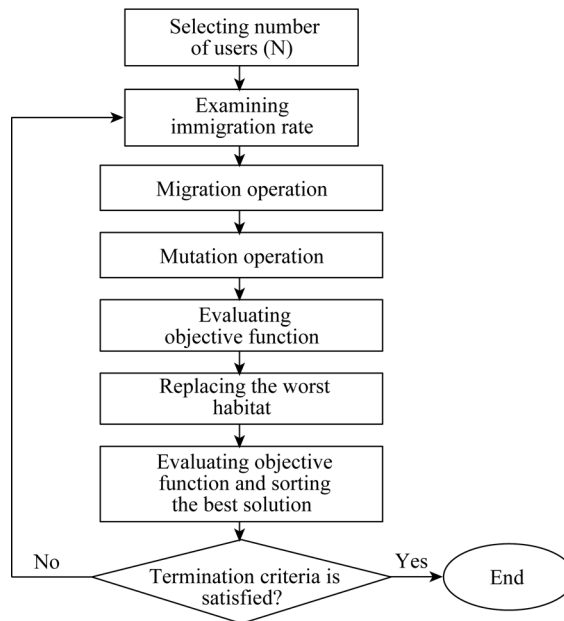 Selecting number
of users (N)
Examining
immigration rate
Migration operation
Mutation operation
Evaluating
objective function
Replacing the worst
habitat
Evaluating objective
function and sorting
the best solution
No
Termination criteria is
satisfied?
Yes
End